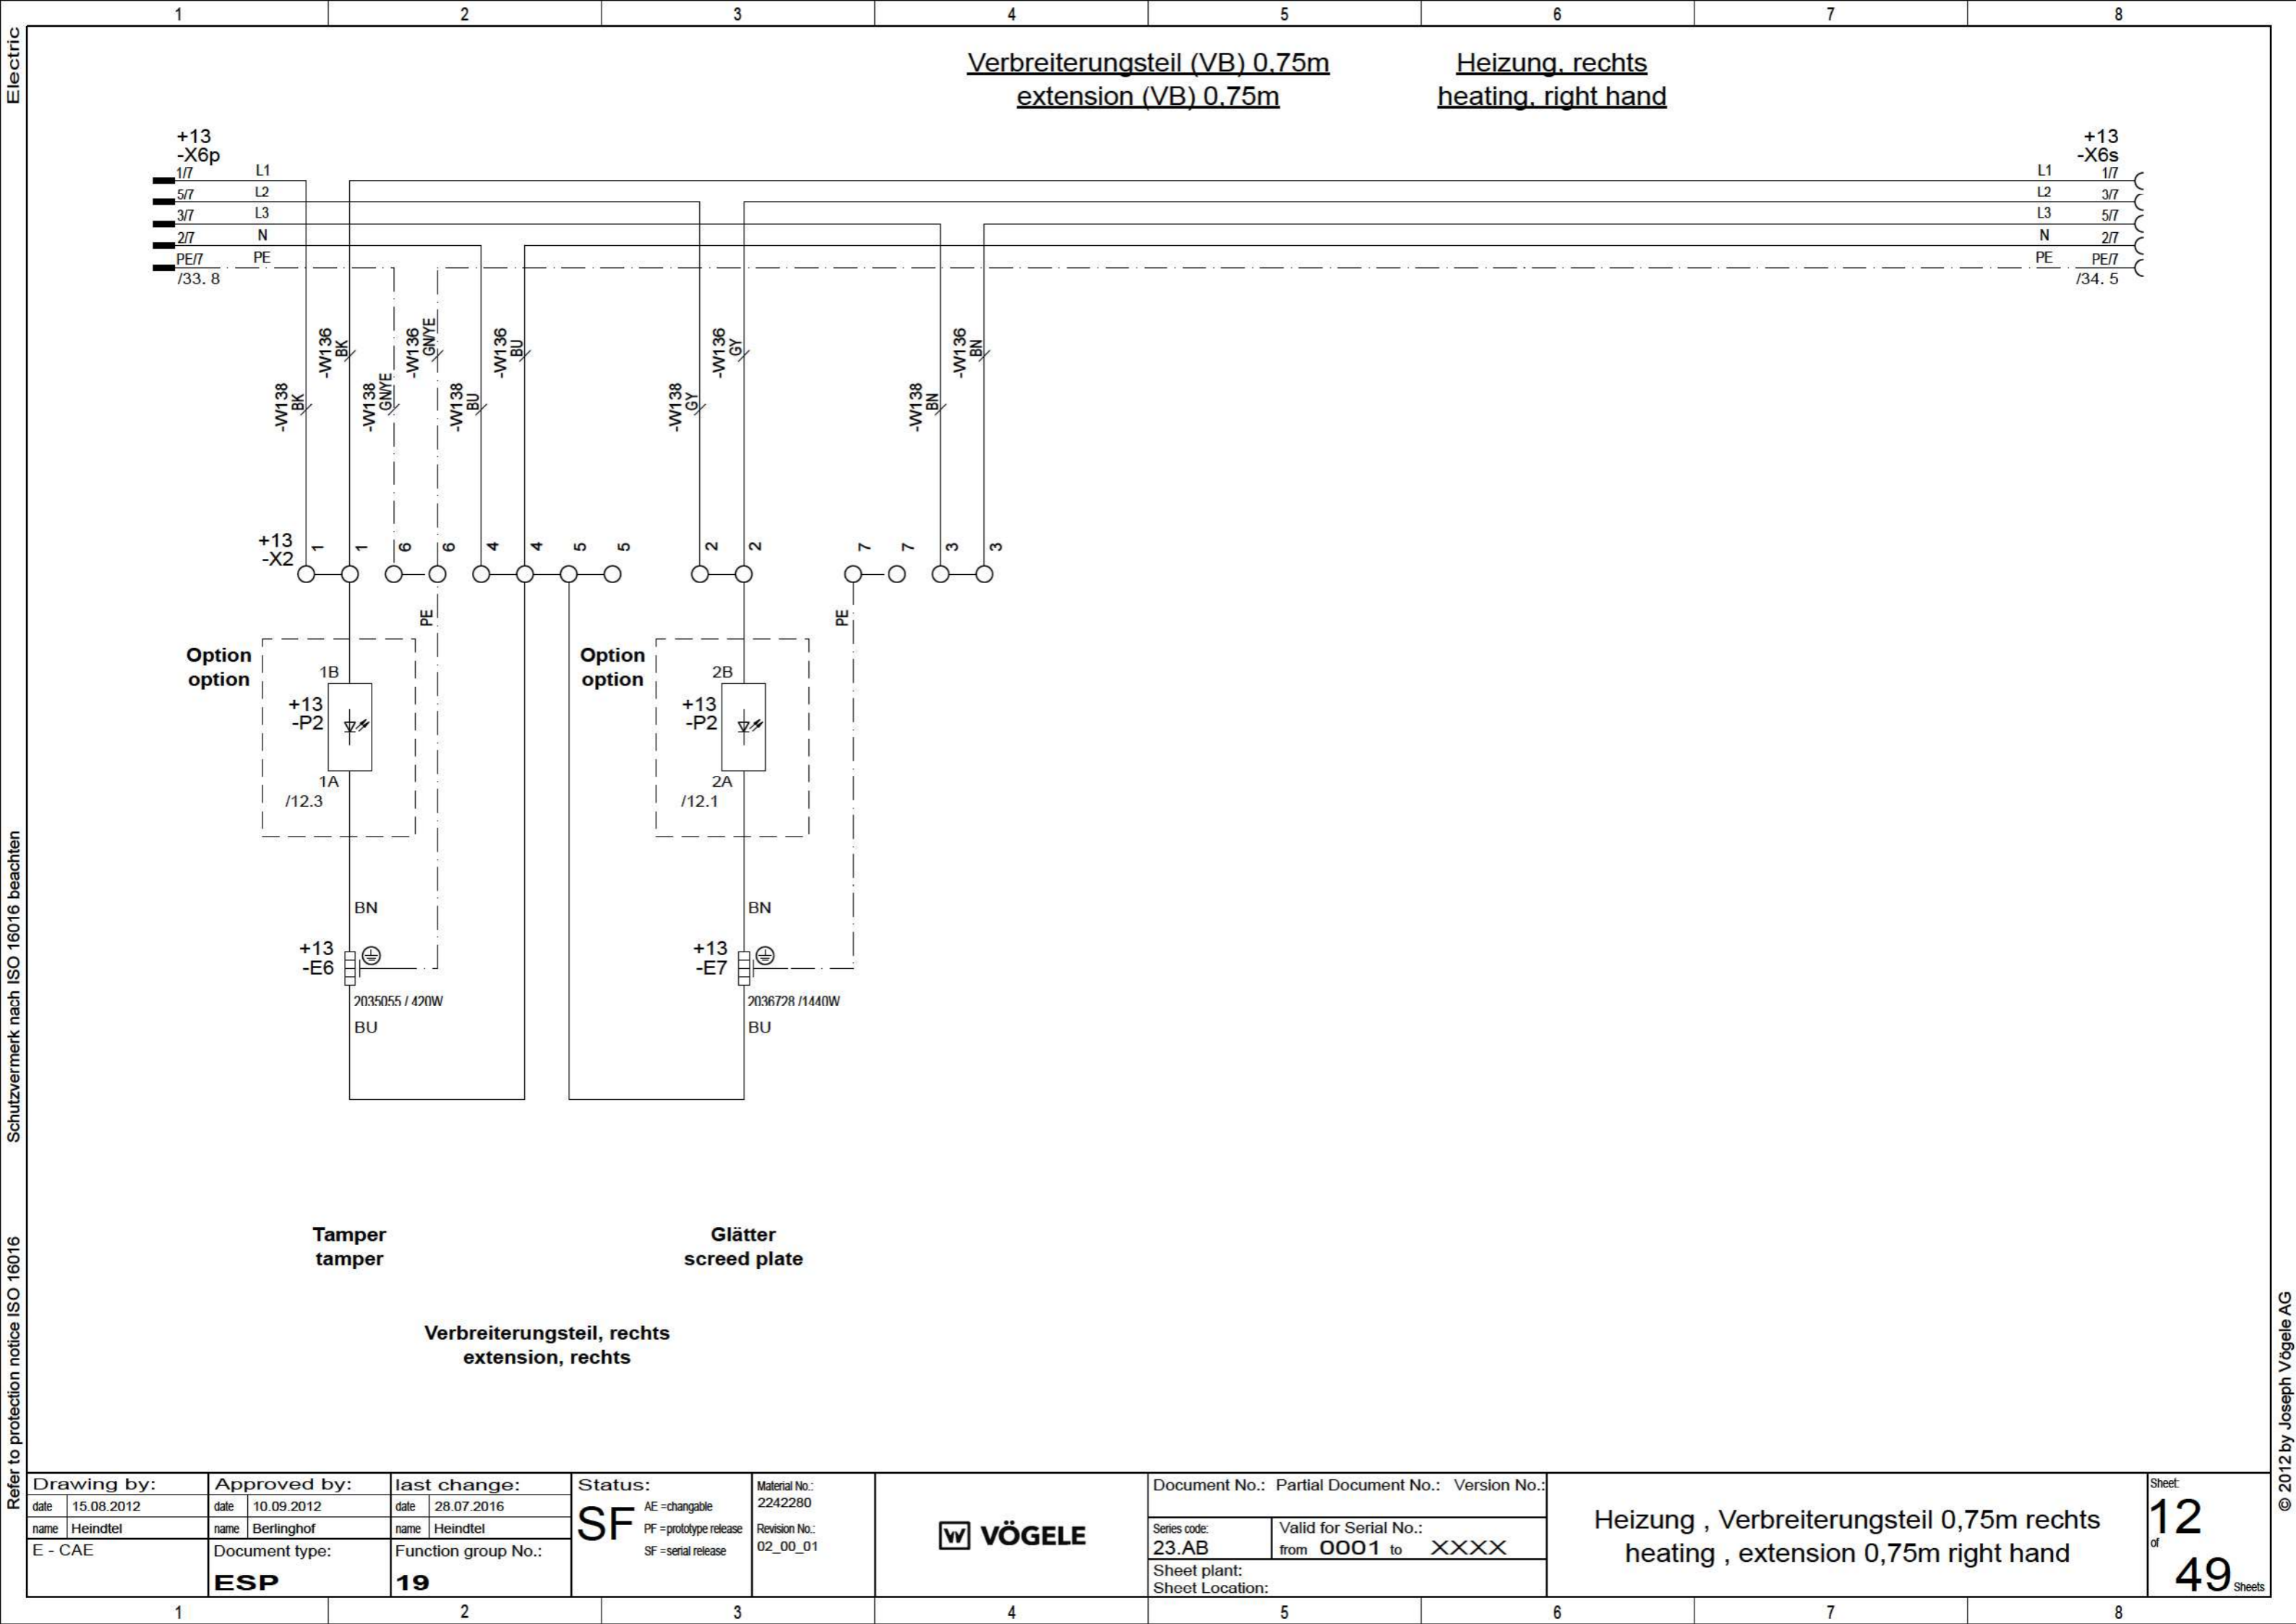 1 2 3 4 5 6 7 8
Electric
Verbreiterungsteil (VB) 0,75m
extension (VB) 0,75m
Heizung, rechts
heating, right hand
+13
-X6p
1/7 L1
5/7 L2
3/7 L3
2/7 N
PE/7 PE
/33. 8
+13
-X6s
L1 1/7
L2 3/7
L3 5/7
N 2/7
PE PE/7
/34. 5
-W138
BK
-W136
BK
-W138
GN/YE
-W136
GN/YE
-W138
BU
-W136
BU
-W138
GY
-W136
GY
-W138
BN
-W136
BN
+13
-X2
1 1 6 6 4 4 5 5 2 2 7 7 3 3
PE
PE
Option
option
1B
+13
-P2
1A
/12.3
Option
option
2B
+13
-P2
2A
/12.1
BN
+13
-E6
2035055 / 420W
BU
BN
+13
-E7
2036728 /1440W
BU
Tamper
tamper
Glätter
screed plate
Verbreiterungsteil, rechts
extension, rechts
Schutzvermerk nach ISO 16016 beachten
Refer to protection notice ISO 16016
© 2012 by Joseph Vögele AG
Drawing by:
date 15.08.2012
name Heindtel
E - CAE
Approved by:
date 10.09.2012
name Berlinghof
Document type:
ESP
last change:
date 28.07.2016
name Heindtel
Function group No.:
19
Status:
SF
AE =changable
PF =prototype release
SF =serial release
Material No.:
2242280
Revision No.:
02_00_01
VÖGELE
Document No.: Partial Document No.: Version No.:
Series code:
23.AB
Valid for Serial No.:
from 0001 to XXXX
Sheet plant:
Sheet Location:
Heizung , Verbreiterungsteil 0,75m rechts
heating , extension 0,75m right hand
Sheet:
12
of
49 Sheets
1 2 3 4 5 6 7 8